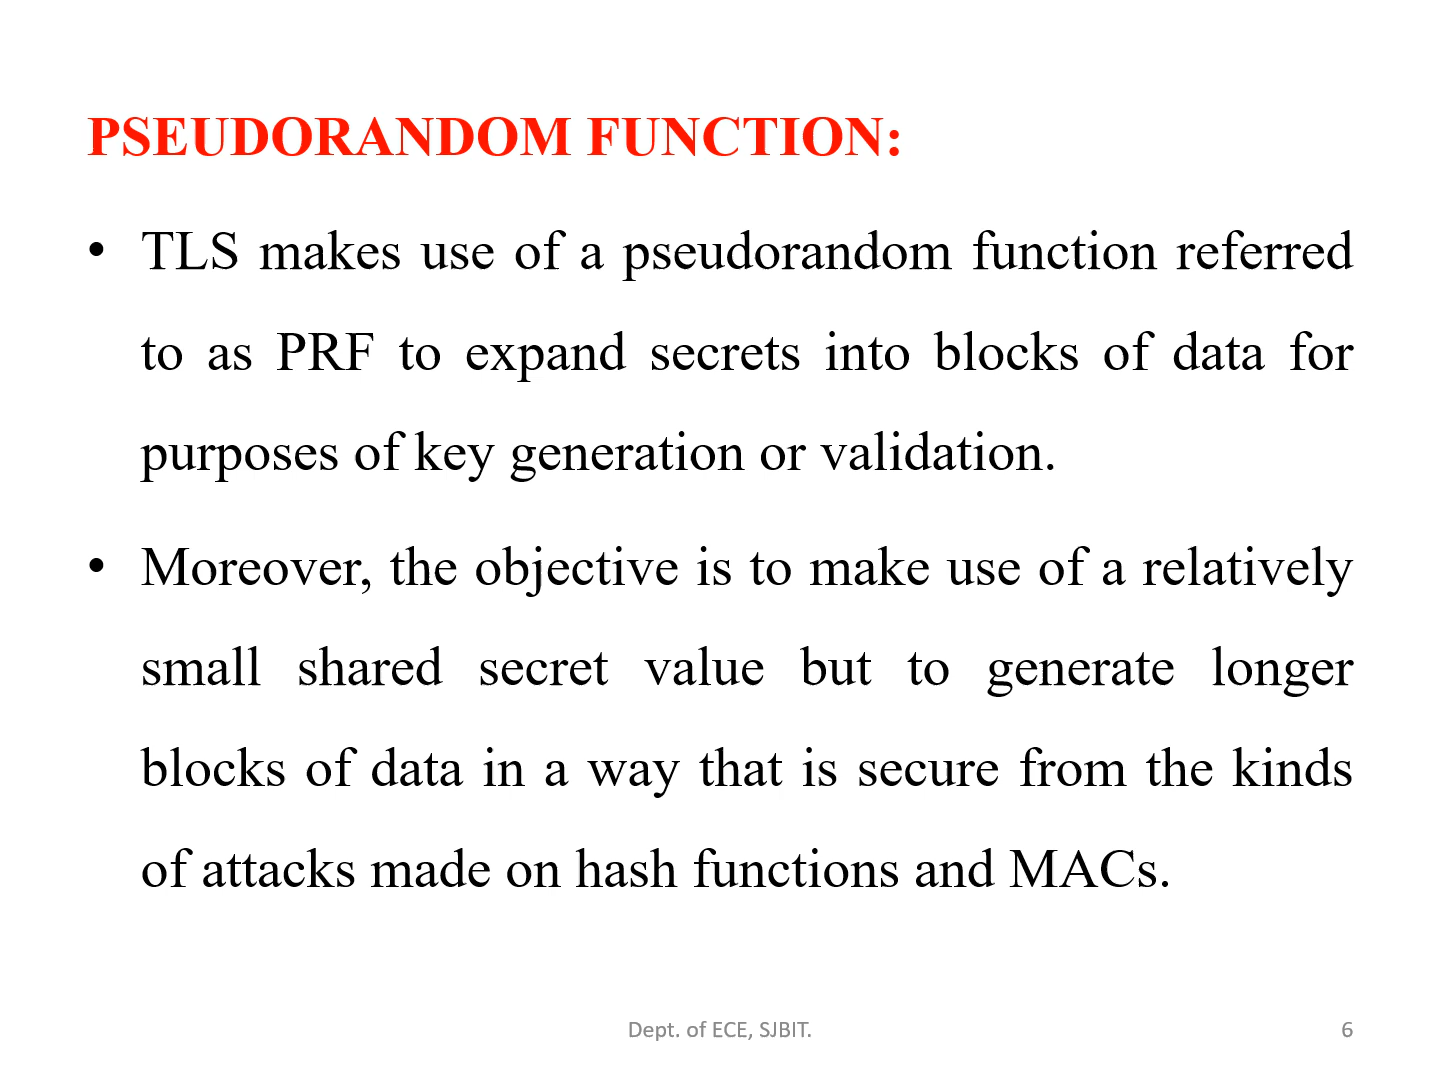 PSEUDORANDOM FUNCTION:
• TLS makes use of a pseudorandom function referred
to as PRF to expand secrets into blocks of data for
purposes of key generation or validation.
• Moreover, the objective is to make use of a relatively
small shared secret value but to generate longer
blocks of data in a way that is secure from the kinds
of attacks made on hash functions and MACs.
Dept. of ECE, SJBIT.
6